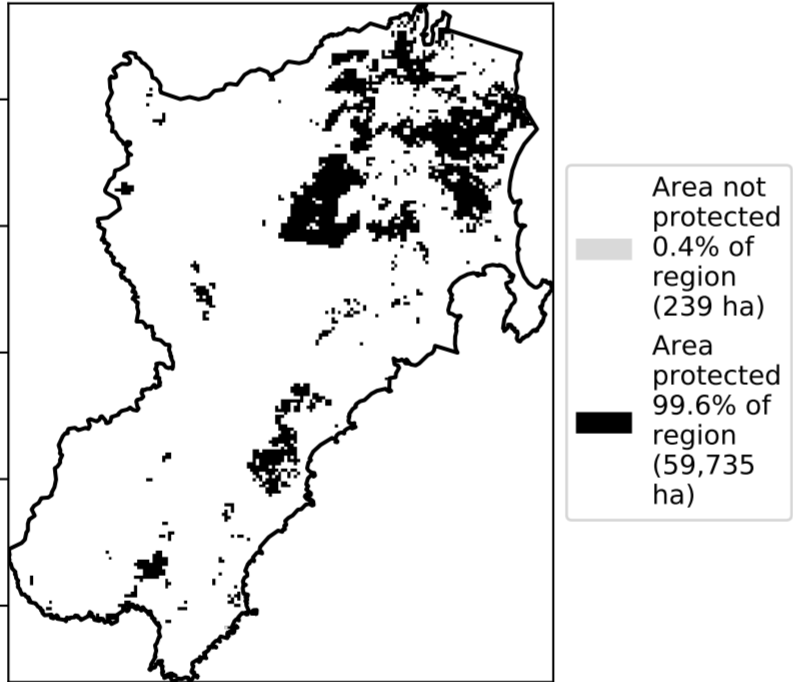 Area not
protected
0.4% of
region
(239 ha)
Area
protected
99.6% of
region
(59,735
ha)